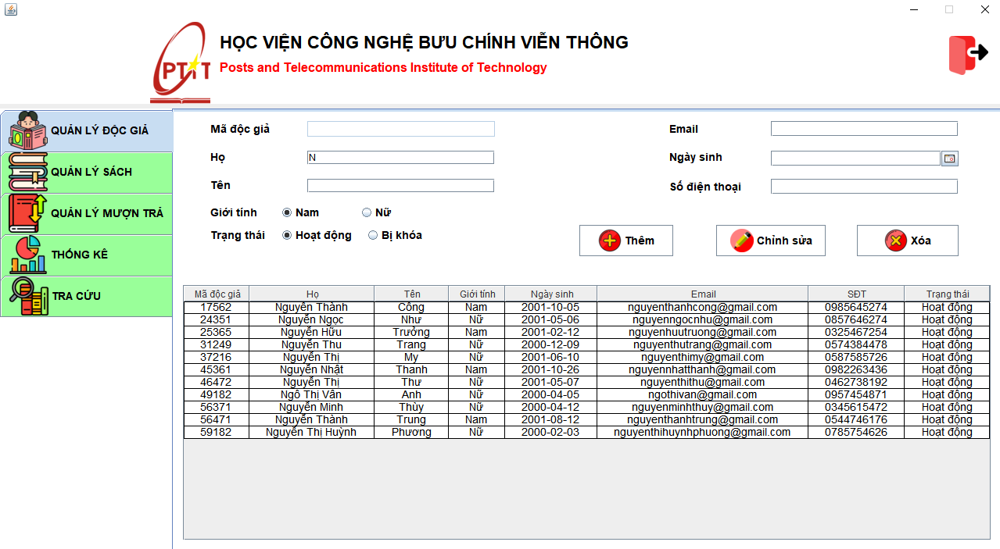 HỌC VIỆN CÔNG NGHỆ BƯU CHÍNH VIỄN THÔNG
PTIT
Posts and Telecommunications Institute of Technology
QUẢN LÝ ĐỘC GIẢ
QUẢN LÝ SÁCH
QUẢN LÝ MƯỢN TRẢ
THỐNG KÊ
TRA CỨU
Mã độc giả
Email
Họ N
Ngày sinh
Tên
Số điện thoại
Giới tính Nam Nữ
Trạng thái Hoạt động Bị khóa
Thêm Chỉnh sửa Xóa
Mã độc giả Họ Tên Giới tính Ngày sinh Email SĐT Trạng thái
17562 Nguyễn Thành Công Nam 2001-10-05 nguyenthanhcong@gmail.com 0985645274 Hoạt động
24351 Nguyễn Ngọc Như Nữ 2001-05-06 nguyenngocnhu@gmail.com 0857646274 Hoạt động
25365 Nguyễn Hữu Trưởng Nam 2001-02-12 nguyenhuutruong@gmail.com 0325467254 Hoạt động
31249 Nguyễn Thu Trang Nữ 2000-12-09 nguyenthutrang@gmail.com 0574384478 Hoạt động
37216 Nguyễn Thị My Nữ 2001-06-10 nguyenthimy@gmail.com 0587585726 Hoạt động
45361 Nguyễn Nhật Thanh Nam 2001-10-26 nguyennhatthanh@gmail.com 0982263436 Hoạt động
46472 Nguyễn Thị Thư Nữ 2001-05-07 nguyenthithu@gmail.com 0462738192 Hoạt động
49182 Ngô Thị Vân Anh Nữ 2000-04-05 ngothivan@gmail.com 0957454871 Hoạt động
56371 Nguyễn Minh Thùy Nữ 2000-04-12 nguyenminhthuy@gmail.com 0345615472 Hoạt động
56471 Nguyễn Thành Trung Nam 2001-08-12 nguyenthanhtrung@gmail.com 0544746176 Hoạt động
59182 Nguyễn Thị Huỳnh Phương Nữ 2000-02-03 nguyenthihuynhphuong@gmail.com 0785754626 Hoạt động